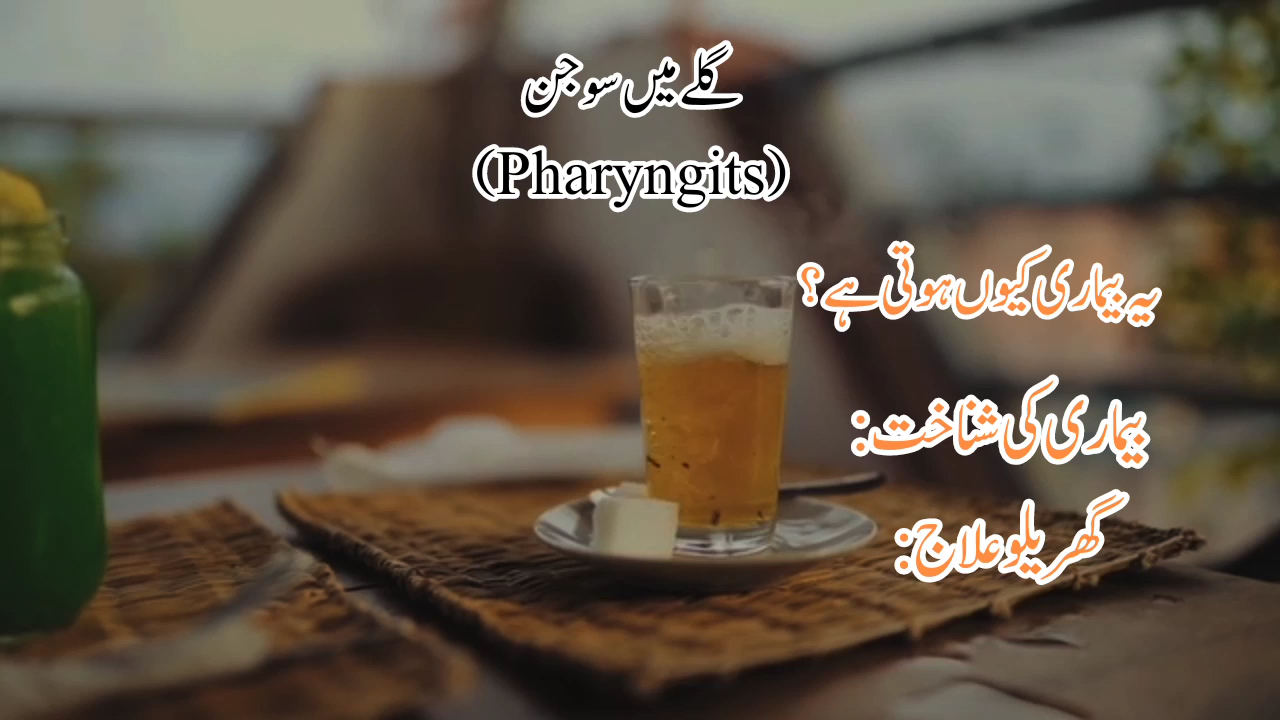 گلے میں سوجن
(Pharyngits)
یہ بیماری کیوں ہوتی ہے؟
بیماری کی شناخت:
گھریلو علاج: